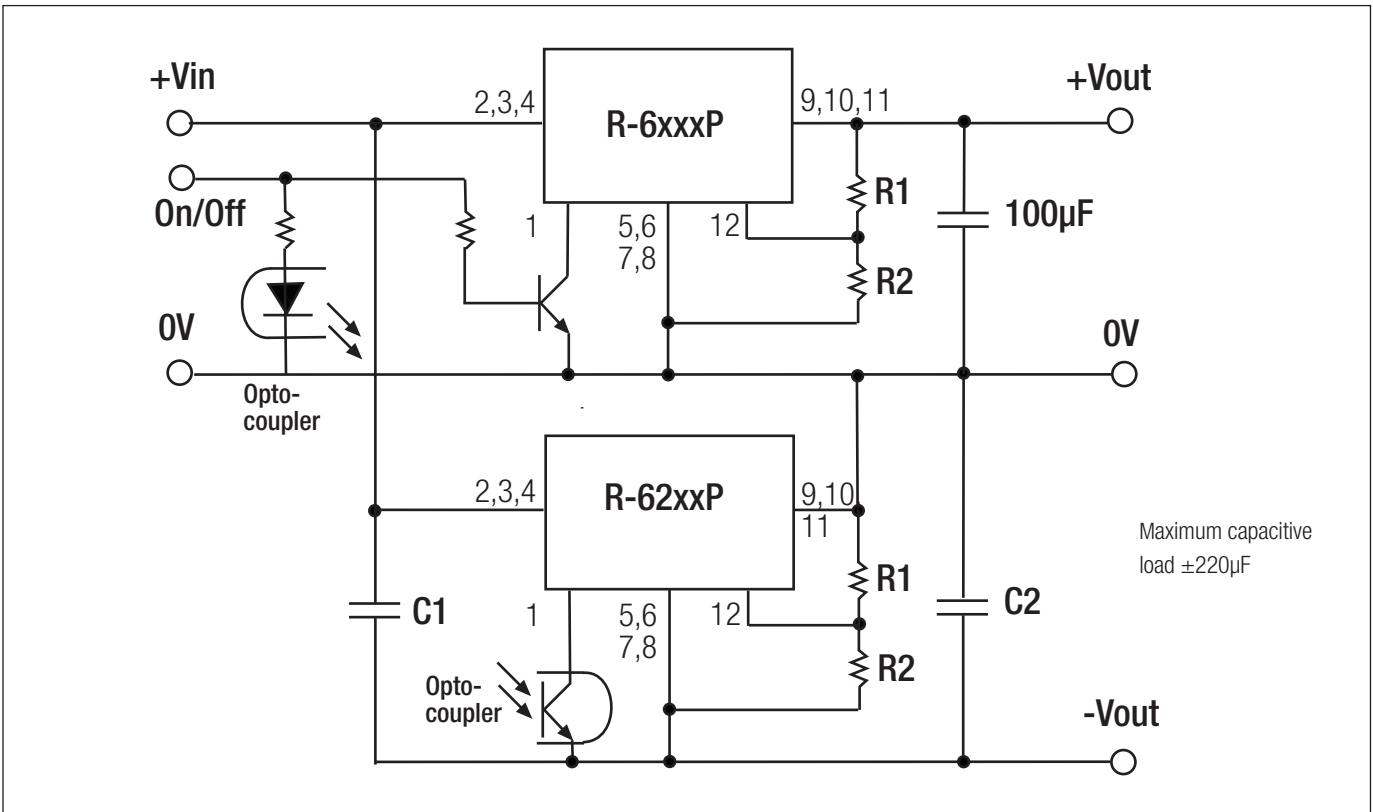 +Vin
2,3,4
R-6xxxP
9,10,11
+Vout
On/Off
1
5,6
7,8
12
R1
100µF
R2
0V
0V
Opto-
coupler
2,3,4
R-62xxP
9,10
11
Maximum capacitive
load ±220µF
C1
1
5,6
7,8
12
R1
C2
R2
Opto-
coupler
-Vout